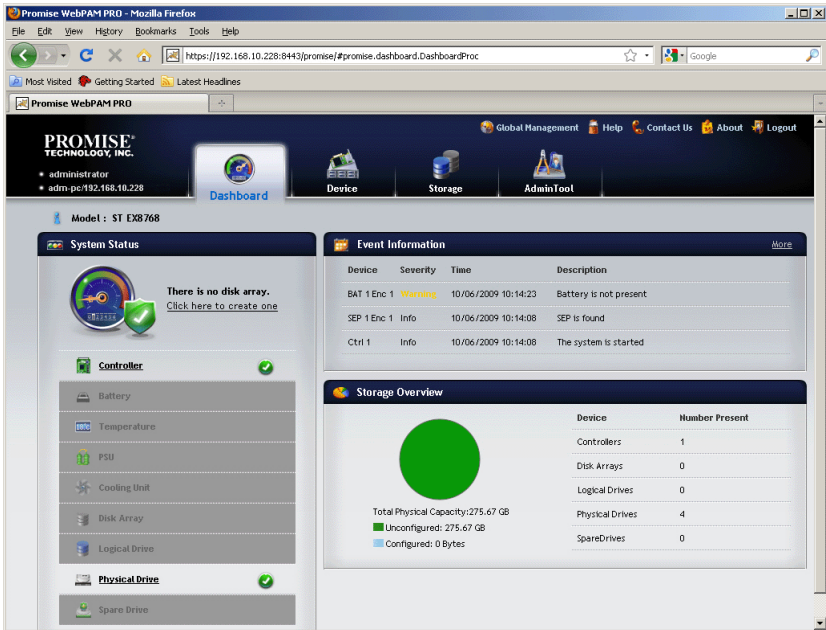 Promise WebPAM PRO - Mozilla Firefox
File Edit View History Bookmarks Tools Help
https://192.168.10.228:8443/promise/#promise.dashboard.DashboardProc
Google
Most Visited Getting Started Latest Headlines
Promise WebPAM PRO
Global Management Help Contact Us About Logout
PROMISE®
TECHNOLOGY, INC.
administrator
adm-pc/192.168.10.228
Dashboard
Device
Storage
AdminTool
Model : ST EX8768
System Status
There is no disk array.
Click here to create one
Controller
Battery
Temperature
PSU
Cooling Unit
Disk Array
Logical Drive
Physical Drive
Spare Drive
Event Information More
Device Severity Time Description
BAT 1 Enc 1 Warning 10/06/2009 10:14:23 Battery is not present
SEP 1 Enc 1 Info 10/06/2009 10:14:08 SEP is found
Ctrl 1 Info 10/06/2009 10:14:08 The system is started
Storage Overview
Total Physical Capacity:275.67 GB
Unconfigured: 275.67 GB
Configured: 0 Bytes
Device Number Present
Controllers 1
Disk Arrays 0
Logical Drives 0
Physical Drives 4
SpareDrives 0